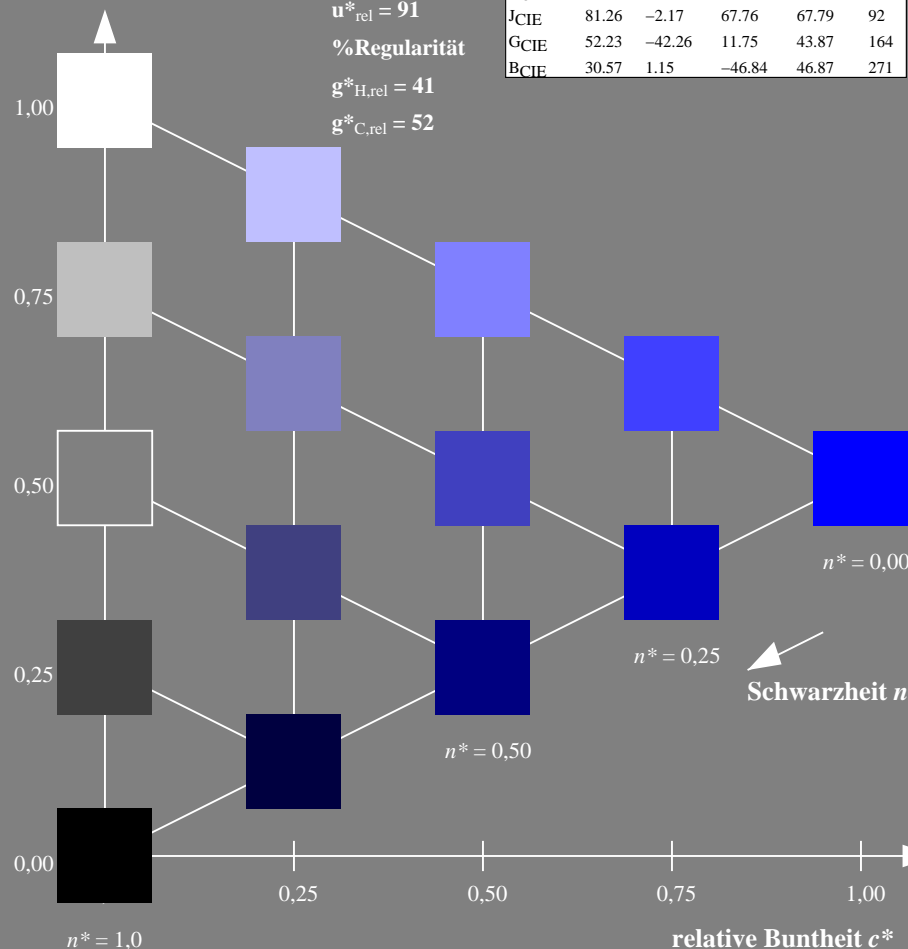 u*rel = 91
%Regularität
g*H,rel = 41
g*C,rel = 52
JCIE 81.26 −2.17 67.76 67.79 92
GCIE 52.23 −42.26 11.75 43.87 164
BCIE 30.57 1.15 −46.84 46.87 271
1,00
0,75
0,50
0,25
0,00
n* = 0,00
n* = 0,25
Schwarzheit n
n* = 0,50
0,25 0,50 0,75 1,00
n* = 1,0
relative Buntheit c*